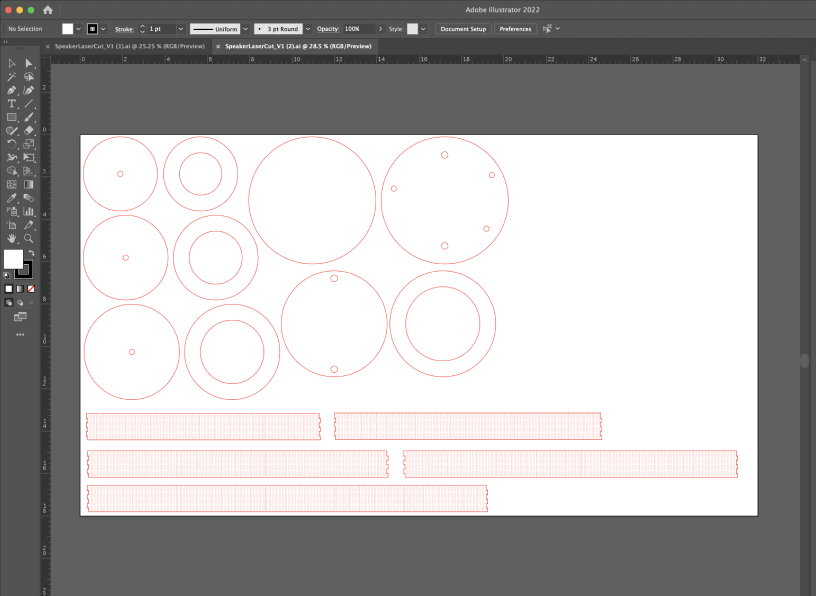 Adobe Illustrator 2022
No Selection
Stroke:
1 pt
Uniform
3 pt Round
Opacity:
100%
Style:
Document Setup
Preferences
× SpeakerLaserCut_V1 (1).ai @ 25.25 % (RGB/Preview)
× SpeakerLaserCut_V1 (2).ai @ 28.5 % (RGB/Preview)
0 2 4 6 8 10 12 14 16 18 20 22 24 26 28 30 32
2
0
2
4
6
8
10
12
14
16
18
20